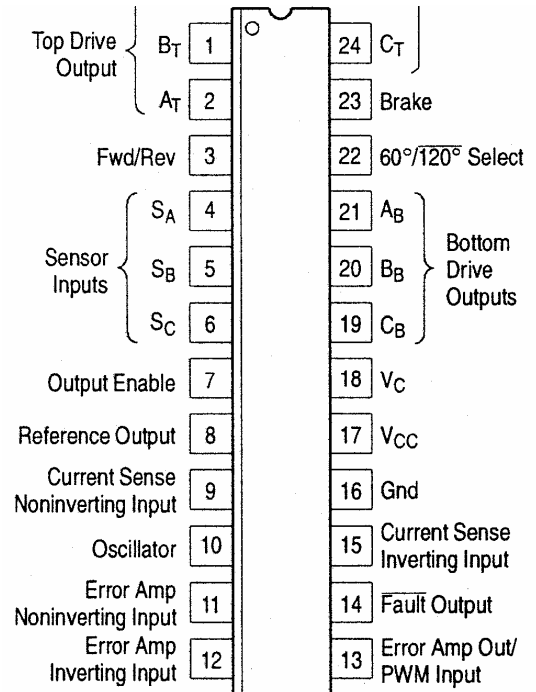 Top Drive
Output
B_T 1
A_T 2
Fwd/Rev 3
Sensor
Inputs
S_A 4
S_B 5
S_C 6
Output Enable 7
Reference Output 8
Current Sense
Noninverting Input 9
Oscillator 10
Error Amp
Noninverting Input 11
Error Amp
Inverting Input 12
24 C_T
23 Brake
22 60°/1̅2̅0̅°̅ Select
21 A_B
20 B_B
19 C_B
Bottom
Drive
Outputs
18 V_C
17 V_CC
16 Gnd
15 Current Sense
Inverting Input
14 F̅a̅u̅l̅t̅ Output
13 Error Amp Out/
PWM Input